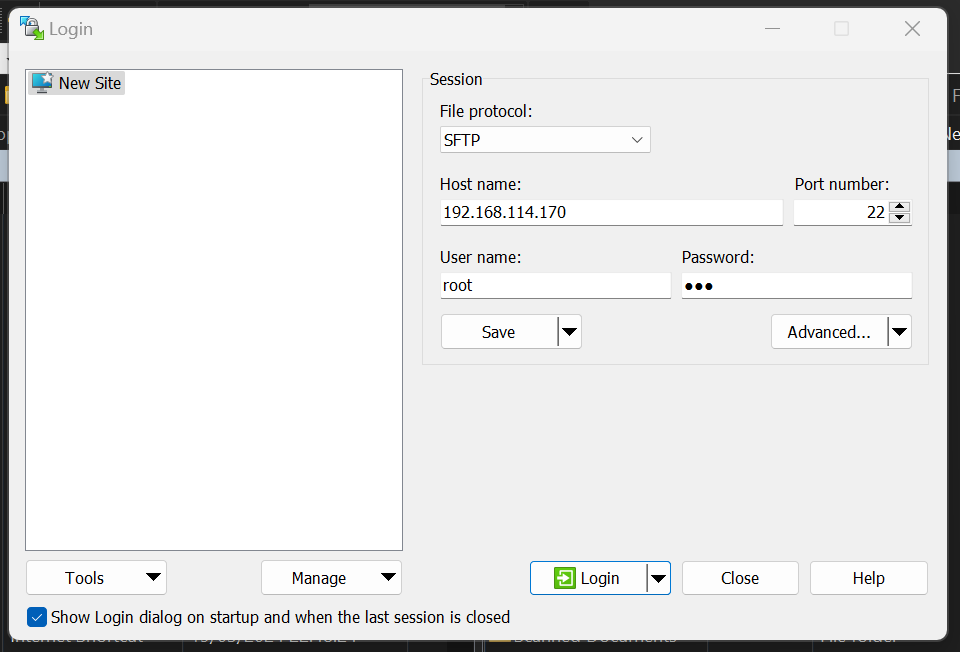 Login
New Site
Session
File protocol:
SFTP
Host name:
Port number:
192.168.114.170
22
User name:
Password:
root
●●●
Save
Advanced...
Tools
Manage
Login
Close
Help
Show Login dialog on startup and when the last session is closed